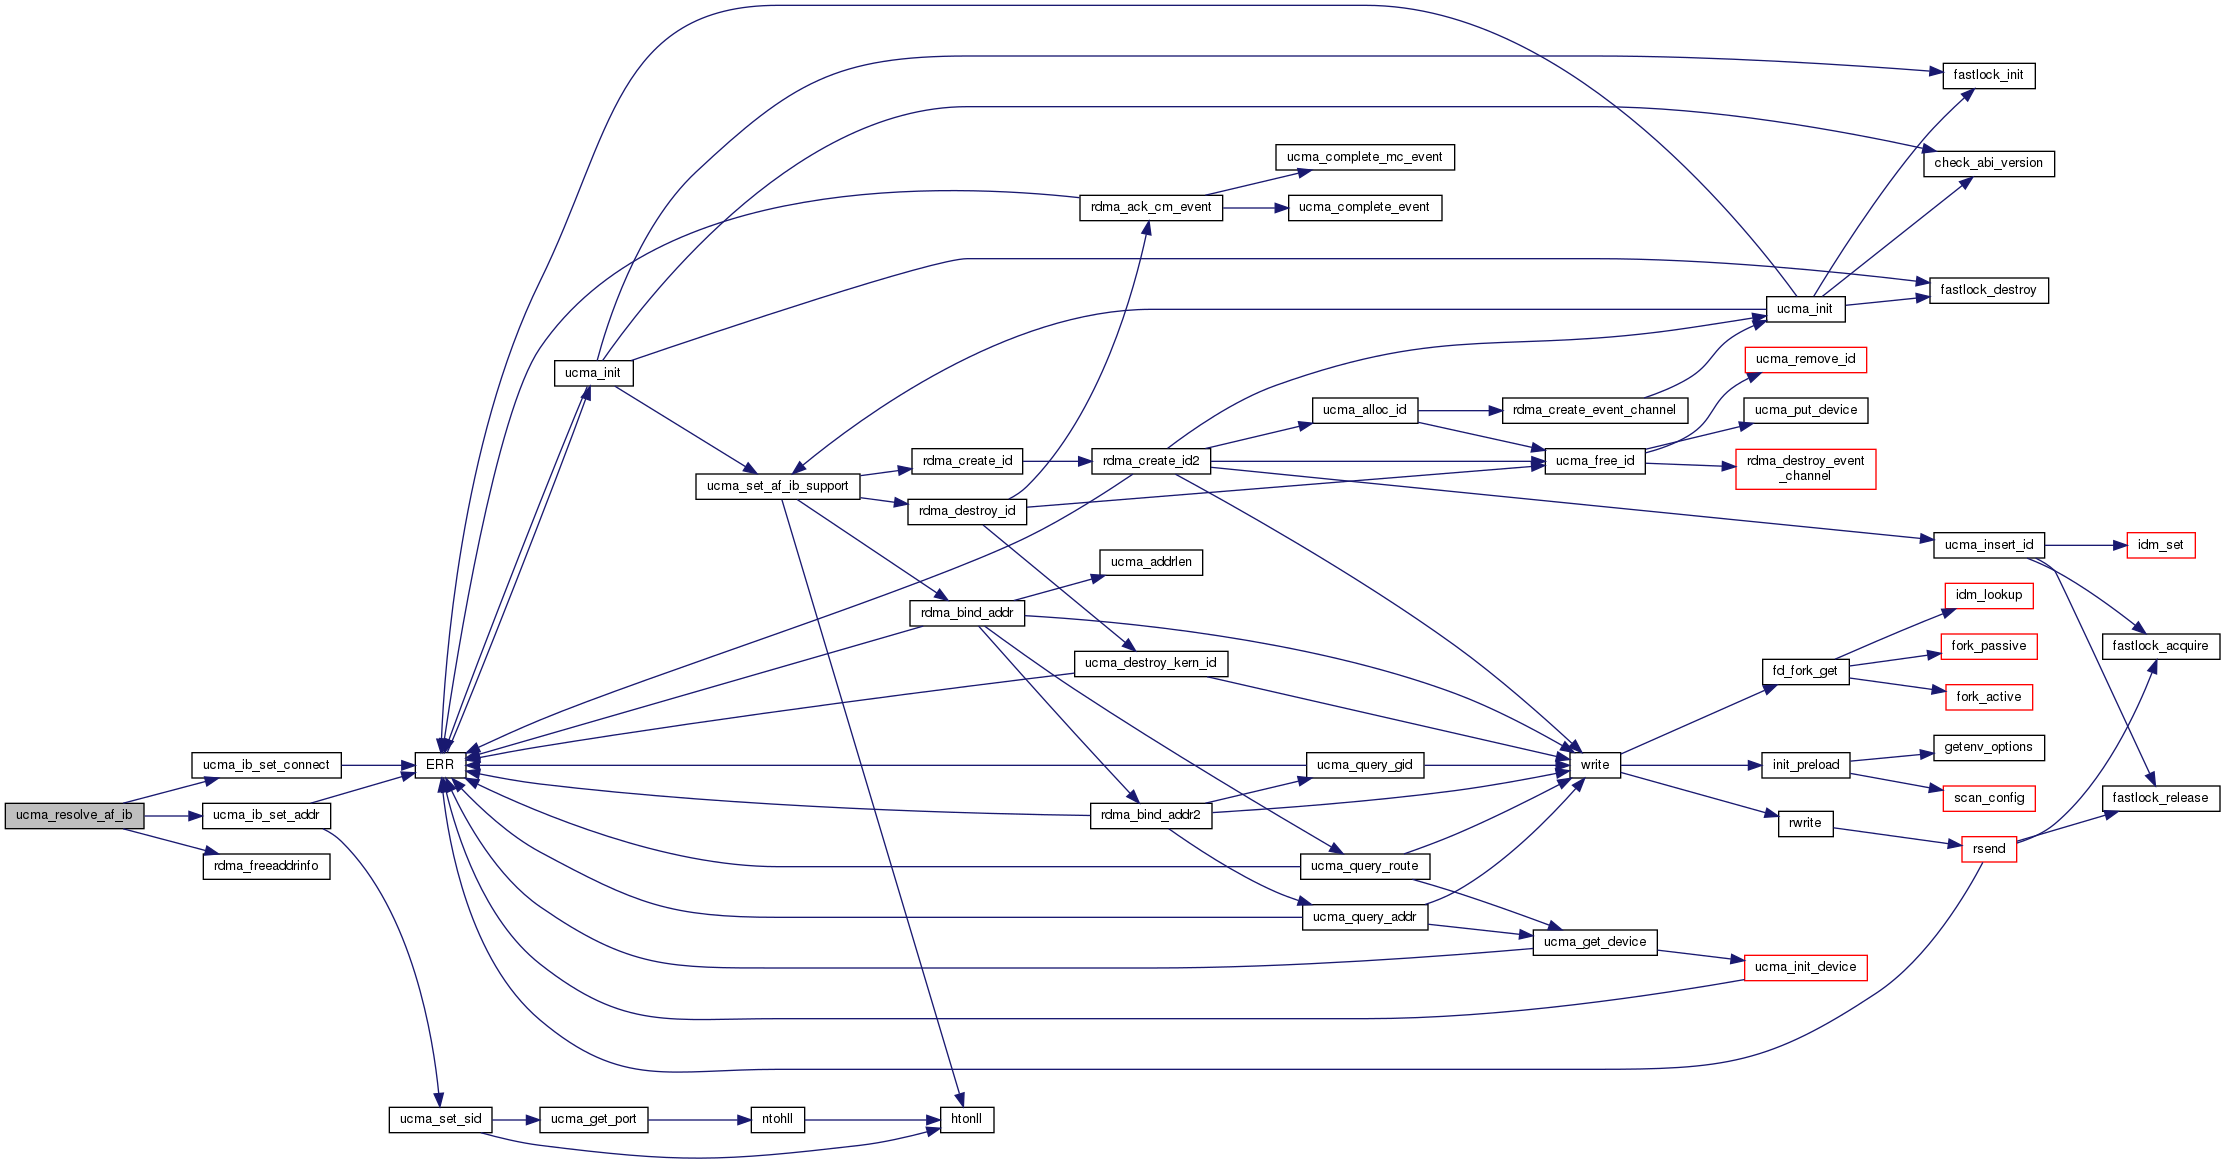 fastlock_init
ucma_complete_mc_event
check_abi_version
rdma_ack_cm_event
ucma_complete_event
fastlock_destroy
ucma_init
ucma_remove_id
ucma_init
ucma_alloc_id
rdma_create_event_channel
ucma_put_device
rdma_create_id
rdma_create_id2
ucma_free_id
rdma_destroy_event
_channel
ucma_set_af_ib_support
rdma_destroy_id
ucma_insert_id
idm_set
ucma_addrlen
idm_lookup
rdma_bind_addr
fork_passive
fastlock_acquire
ucma_destroy_kern_id
fd_fork_get
fork_active
getenv_options
ucma_ib_set_connect
ERR
ucma_query_gid
write
init_preload
scan_config
fastlock_release
ucma_resolve_af_ib
ucma_ib_set_addr
rdma_bind_addr2
rwrite
rsend
rdma_freeaddrinfo
ucma_query_route
ucma_query_addr
ucma_get_device
ucma_init_device
ucma_set_sid
ucma_get_port
ntohll
htonll